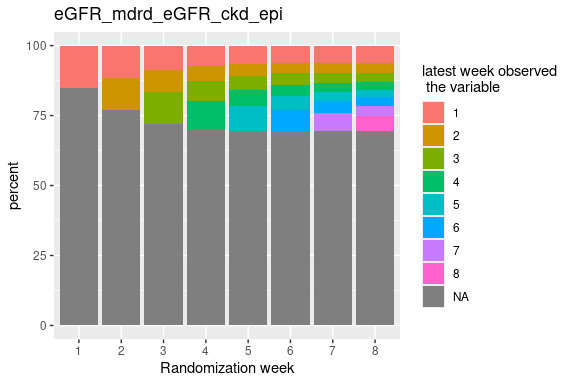 eGFR_mdrd_eGFR_ckd_epi
100
75
50
25
0
percent
1 2 3 4 5 6 7 8
Randomization week
latest week observed
the variable
1
2
3
4
5
6
7
8
NA